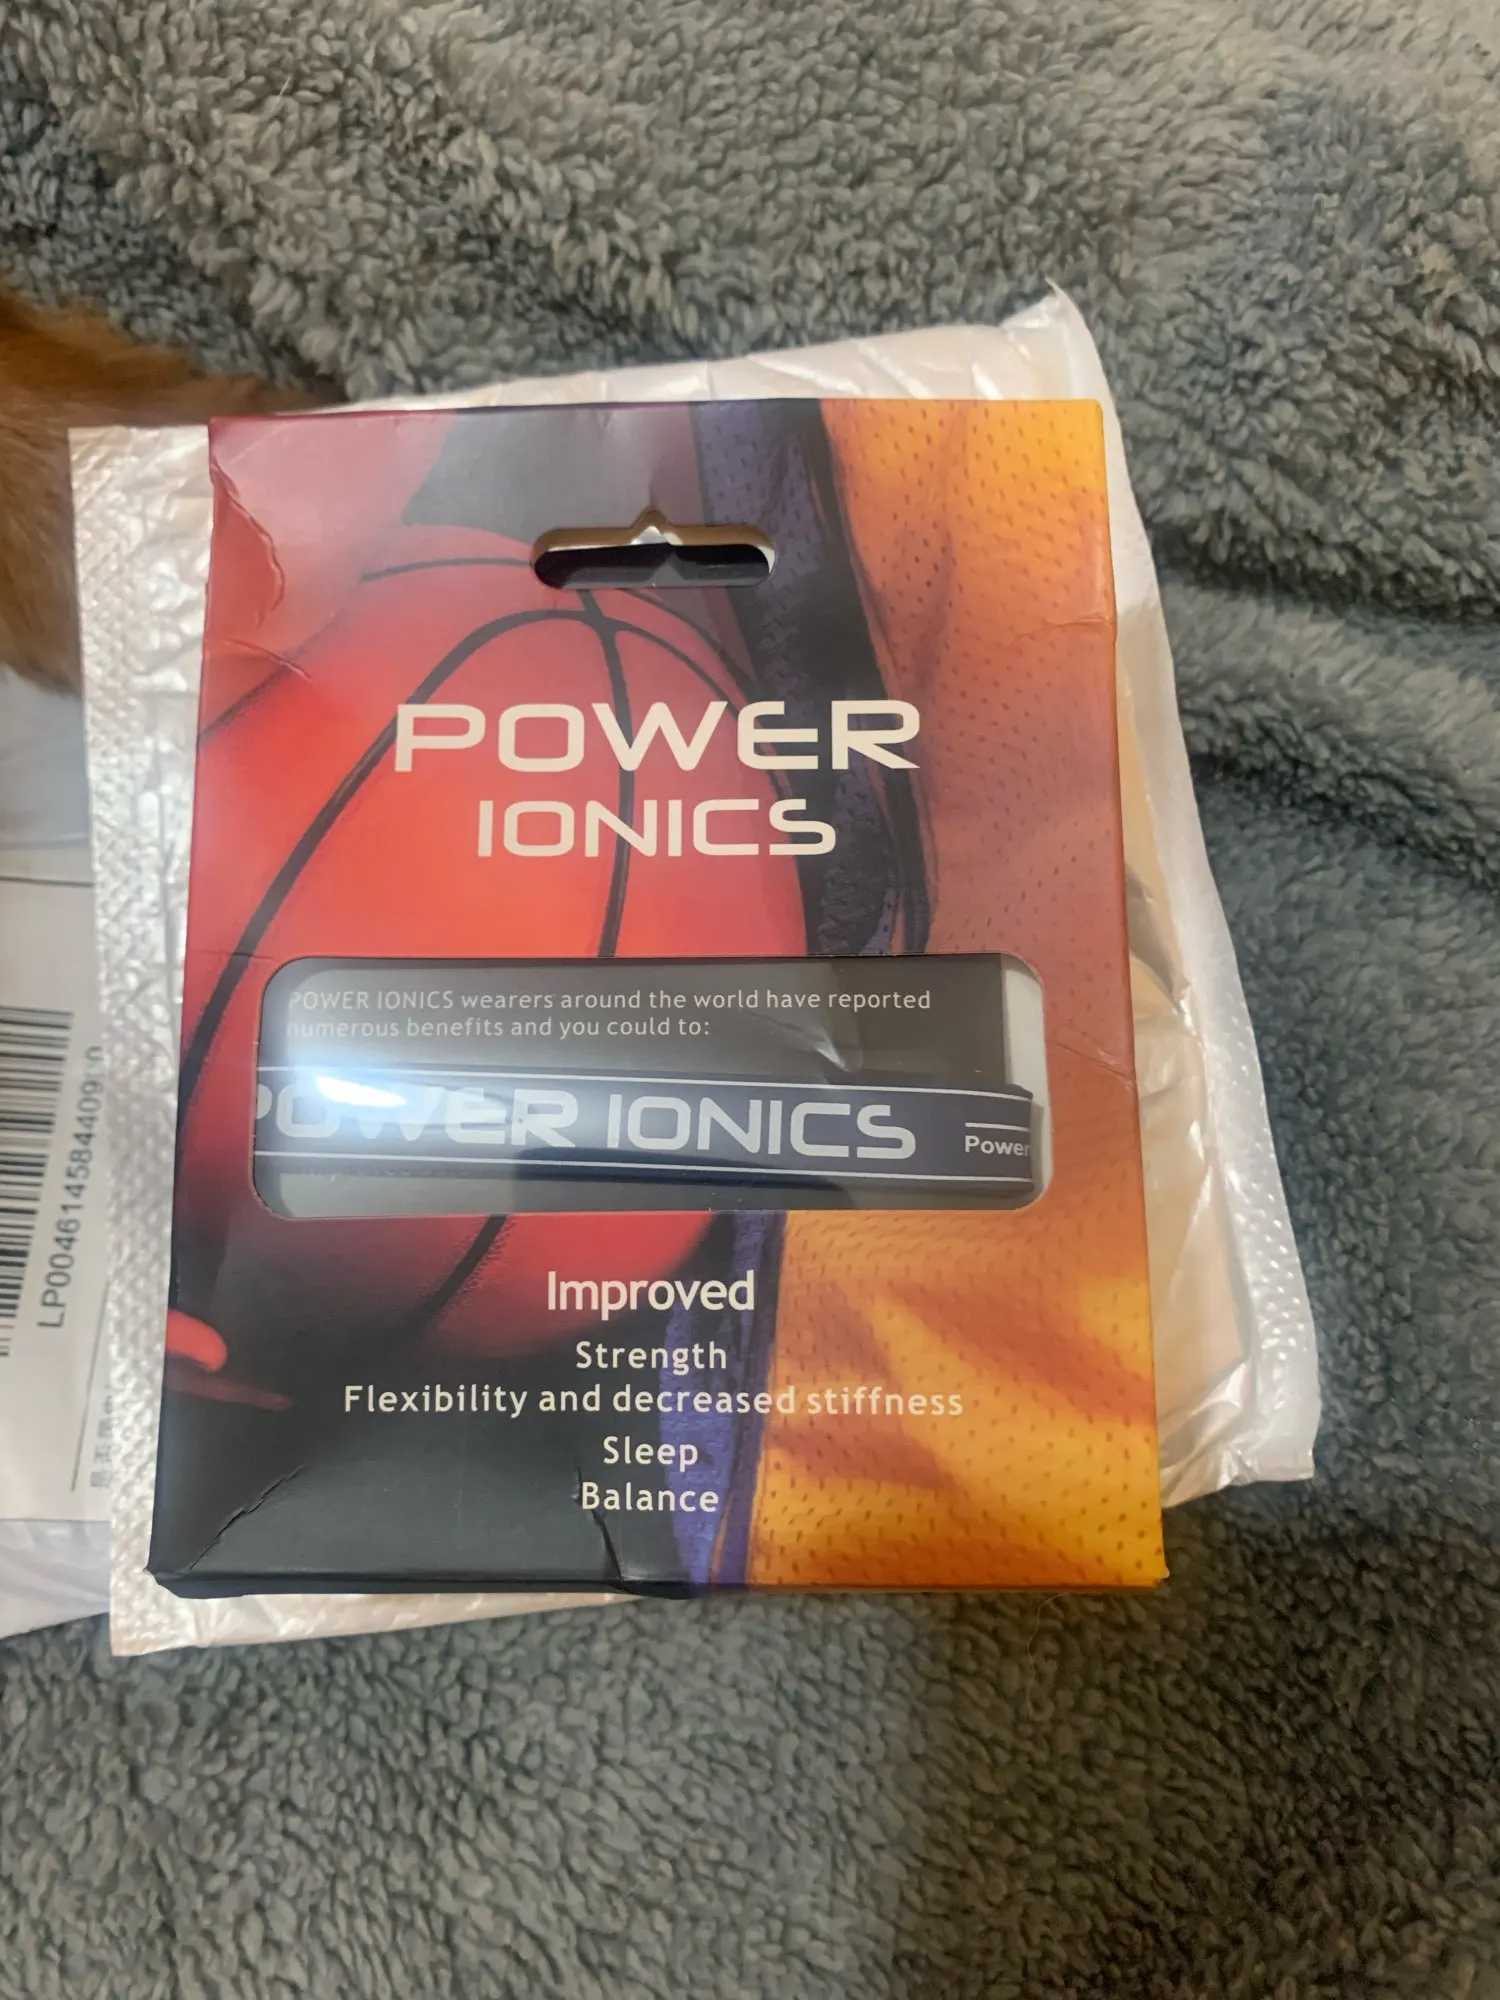 POWER
IONICS
POWER IONICS wearers around the world have reported
numerous benefits and you could to:
POWER IONICS
Power
Improved
Strength
Flexibility and decreased stiffness
Sleep
Balance